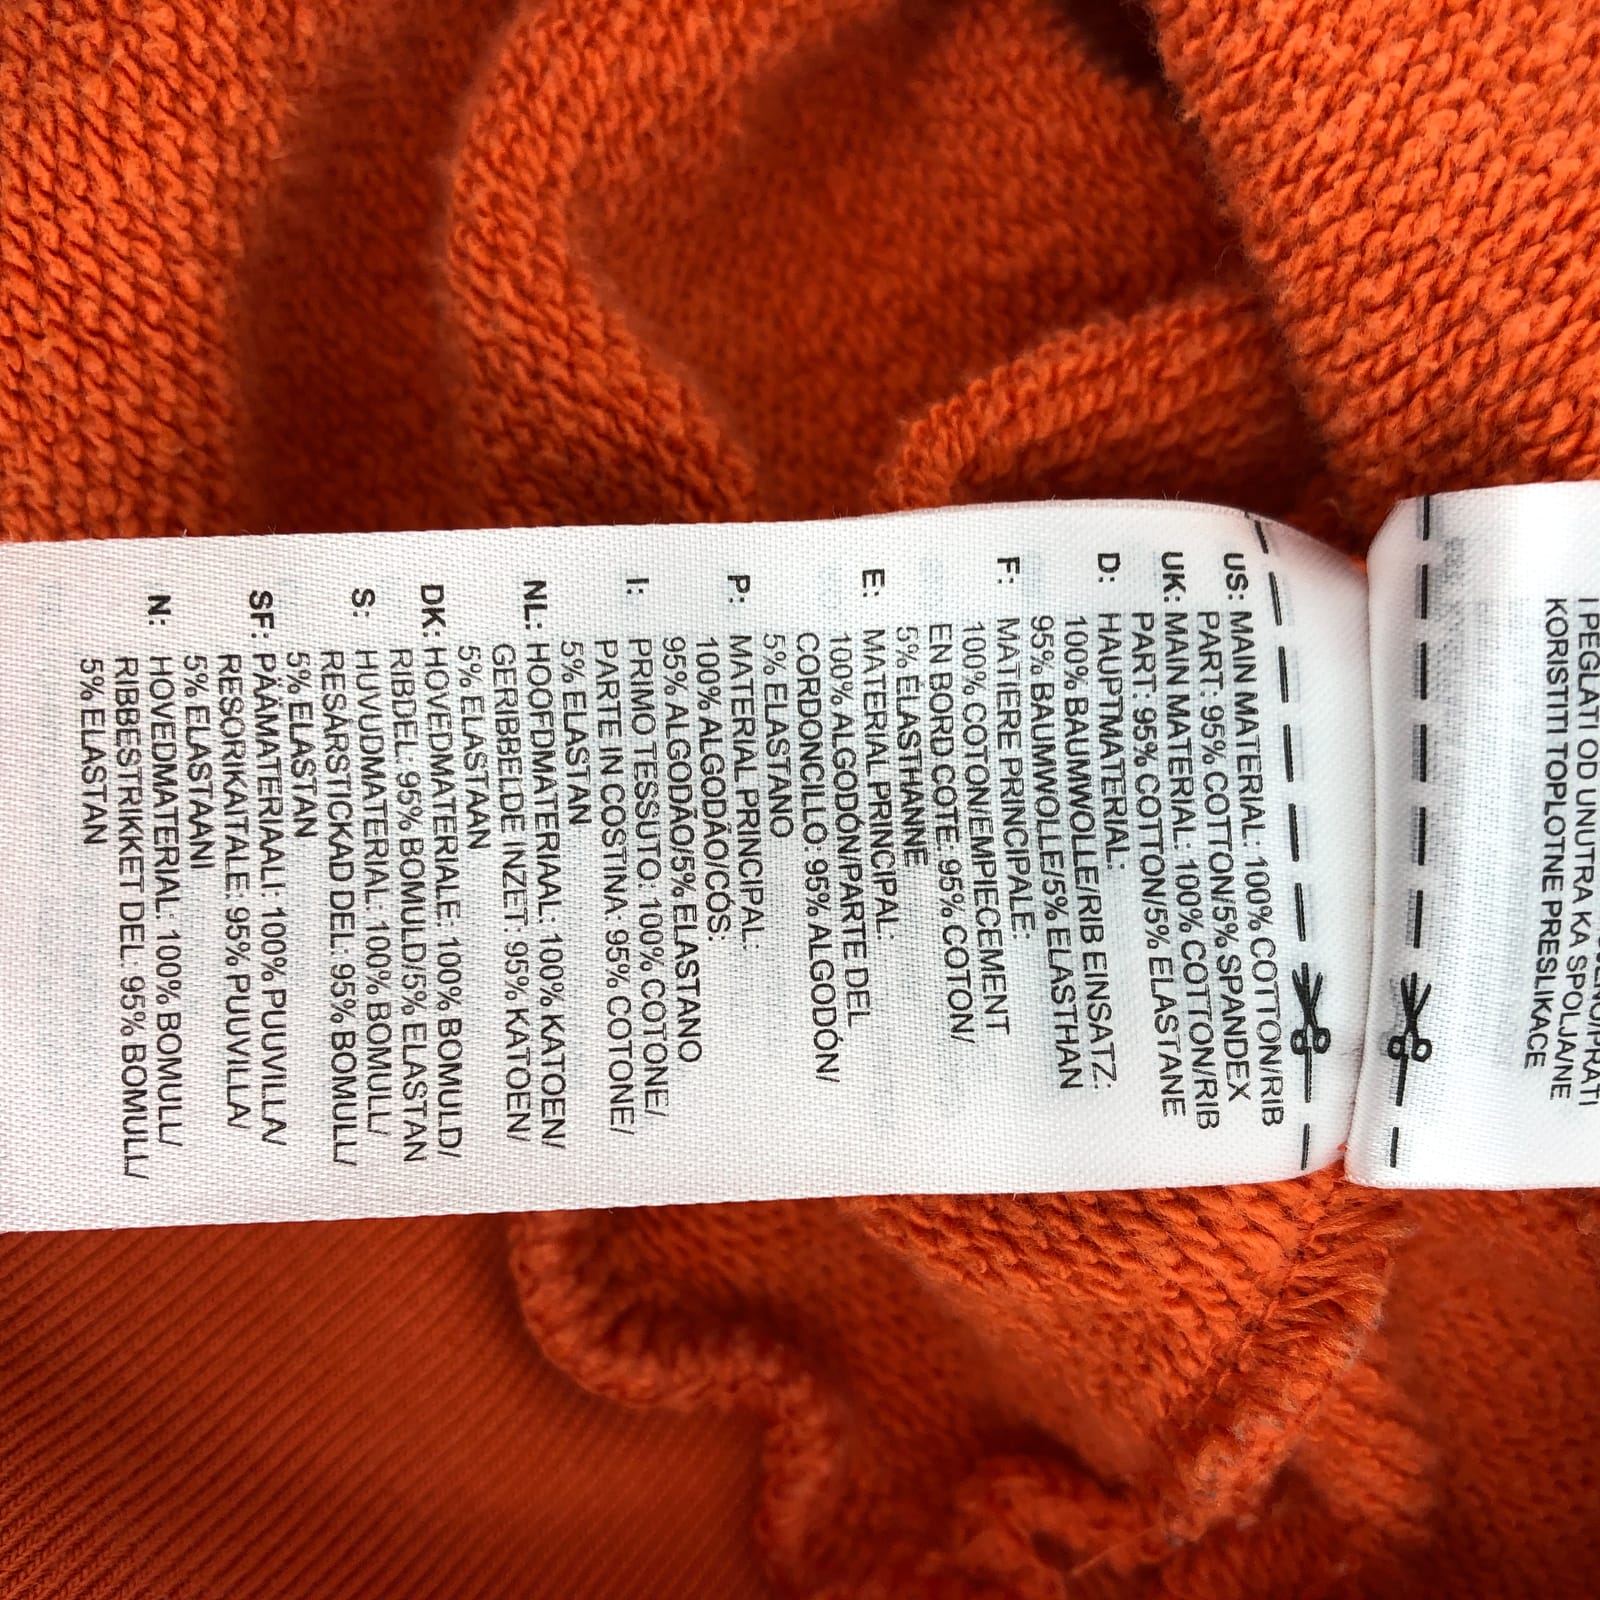 I PEGLATI OD UNUTRA KA SPOLJA/NE
KORISTITI TOPLOTNE PRESLIKACE
US: MAIN MATERIAL: 100% COTTON/RIB
PART: 95% COTTON/5% SPANDEX
UK: MAIN MATERIAL: 100% COTTON/RIB
PART: 95% COTTON/5% ELASTANE
D: HAUPTMATERIAL:
100% BAUMWOLLE/RIB EINSATZ:
95% BAUMWOLLE/5% ELASTHAN
F: MATIERE PRINCIPALE:
100% COTON/EMPIECEMENT
EN BORD COTE: 95% COTON/
5% ELASTHANNE
E: MATERIAL PRINCIPAL:
100% ALGODÓN/PARTE DEL
CORDONCILLO: 95% ALGODÓN/
5% ELASTANO
P: MATERIAL PRINCIPAL:
100% ALGODÃO/CÓS:
95% ALGODÃO/5% ELASTANO
I: PRIMO TESSUTO: 100% COTONE/
PARTE IN COSTINA: 95% COTONE/
5% ELASTAN
NL: HOOFDMATERIAAL: 100% KATOEN/
GERIBBELDE INZET: 95% KATOEN/
5% ELASTAAN
DK: HOVEDMATERIALE: 100% BOMULD/
RIBDEL: 95% BOMULD/5% ELASTAN
S: HUVUDMATERIAL: 100% BOMULL/
RESÅRSTICKAD DEL: 95% BOMULL/
5% ELASTAN
SF: PÄÄMATERIAALI: 100% PUUVILLA/
RESORIKAITALE: 95% PUUVILLA/
5% ELASTAANI
N: HOVEDMATERIAL: 100% BOMULL/
RIBBESTRIKKET DEL: 95% BOMULL/
5% ELASTAN